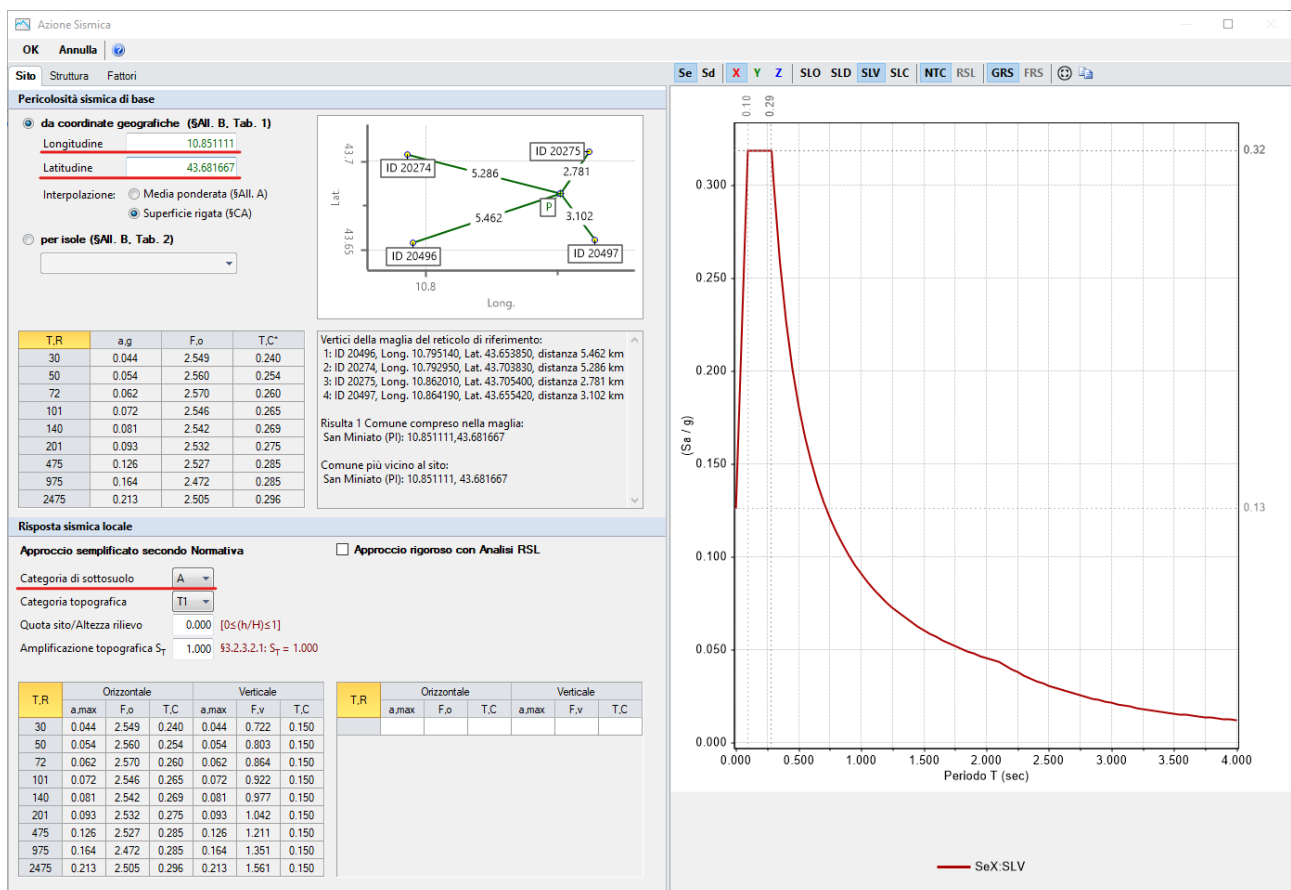 Azione Sismica
OK Annulla
Sito Struttura Fattori
Pericolosità sismica di base
da coordinate geografiche (§All. B, Tab. 1)
Longitudine 10.851111
Latitudine 43.681667
Interpolazione: Media ponderata (§All. A)
Superficie rigata (§CA)
per isole (§All. B, Tab. 2)
43.7
Lat.
43.65
ID 20274
ID 20275
5.286
2.781
P
5.462
3.102
ID 20496
ID 20497
10.8
Long.
T,R a,g F,o T,C*
30 0.044 2.549 0.240
50 0.054 2.560 0.254
72 0.062 2.570 0.260
101 0.072 2.546 0.265
140 0.081 2.542 0.269
201 0.093 2.532 0.275
475 0.126 2.527 0.285
975 0.164 2.472 0.285
2475 0.213 2.505 0.296
Vertici della maglia del reticolo di riferimento:
1: ID 20496, Long. 10.795140, Lat. 43.653850, distanza 5.462 km
2: ID 20274, Long. 10.792950, Lat. 43.703830, distanza 5.286 km
3: ID 20275, Long. 10.862010, Lat. 43.705400, distanza 2.781 km
4: ID 20497, Long. 10.864190, Lat. 43.655420, distanza 3.102 km
Risulta 1 Comune compreso nella maglia:
San Miniato (PI): 10.851111,43.681667
Comune più vicino al sito:
San Miniato (PI): 10.851111, 43.681667
Risposta sismica locale
Approccio semplificato secondo Normativa
Approccio rigoroso con Analisi RSL
Categoria di sottosuolo A
Categoria topografica T1
Quota sito/Altezza rilievo 0.000 [0≤(h/H)≤1]
Amplificazione topografica ST 1.000 §3.2.3.2.1: ST = 1.000
T,R Orizzontale Verticale
a,max F,o T,C a,max F,v T,C
30 0.044 2.549 0.240 0.044 0.722 0.150
50 0.054 2.560 0.254 0.054 0.803 0.150
72 0.062 2.570 0.260 0.062 0.864 0.150
101 0.072 2.546 0.265 0.072 0.922 0.150
140 0.081 2.542 0.269 0.081 0.977 0.150
201 0.093 2.532 0.275 0.093 1.042 0.150
475 0.126 2.527 0.285 0.126 1.211 0.150
975 0.164 2.472 0.285 0.164 1.351 0.150
2475 0.213 2.505 0.296 0.213 1.561 0.150
T,R Orizzontale Verticale
a,max F,o T,C a,max F,v T,C
Se Sd X Y Z SLO SLD SLV SLC NTC RSL GRS FRS
0.10
0.29
0.32
0.13
0.300
0.250
0.200
0.150
0.100
0.050
0.000
(Sa / g)
0.000 0.500 1.000 1.500 2.000 2.500 3.000 3.500 4.000
Periodo T (sec)
SeX:SLV